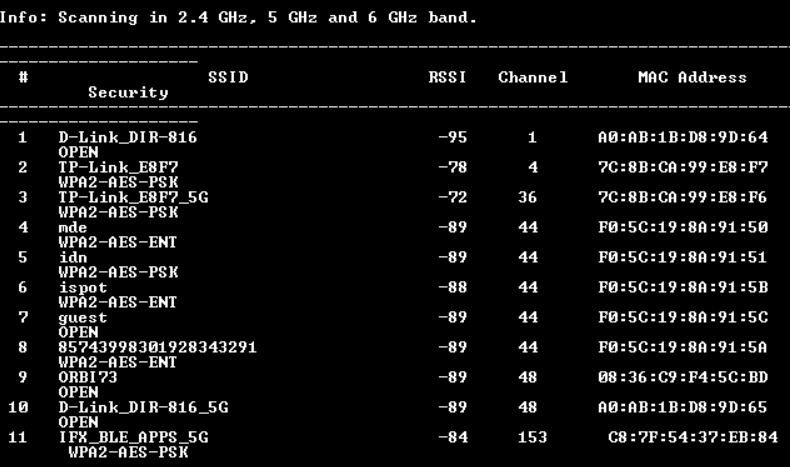 Info: Scanning in 2.4 GHz, 5 GHz and 6 GHz band.
# SSID RSSI Channel MAC Address
Security
1 D-Link_DIR-816 -95 1 A0:AB:1B:D8:9D:64
OPEN
2 TP-Link_E8F7 -78 4 7C:8B:CA:99:E8:F7
WPA2-AES-PSK
3 TP-Link_E8F7_5G -72 36 7C:8B:CA:99:E8:F6
WPA2-AES-PSK
4 mde -89 44 F0:5C:19:8A:91:50
WPA2-AES-ENT
5 idn -89 44 F0:5C:19:8A:91:51
WPA2-AES-PSK
6 ispot -88 44 F0:5C:19:8A:91:5B
WPA2-AES-ENT
7 guest -89 44 F0:5C:19:8A:91:5C
OPEN
8 85743998301928343291 -89 44 F0:5C:19:8A:91:5A
WPA2-AES-ENT
9 ORBI73 -89 48 08:36:C9:F4:5C:BD
OPEN
10 D-Link_DIR-816_5G -89 48 A0:AB:1B:D8:9D:65
OPEN
11 IFX_BLE_APPS_5G -84 153 C8:7F:54:37:EB:84
WPA2-AES-PSK